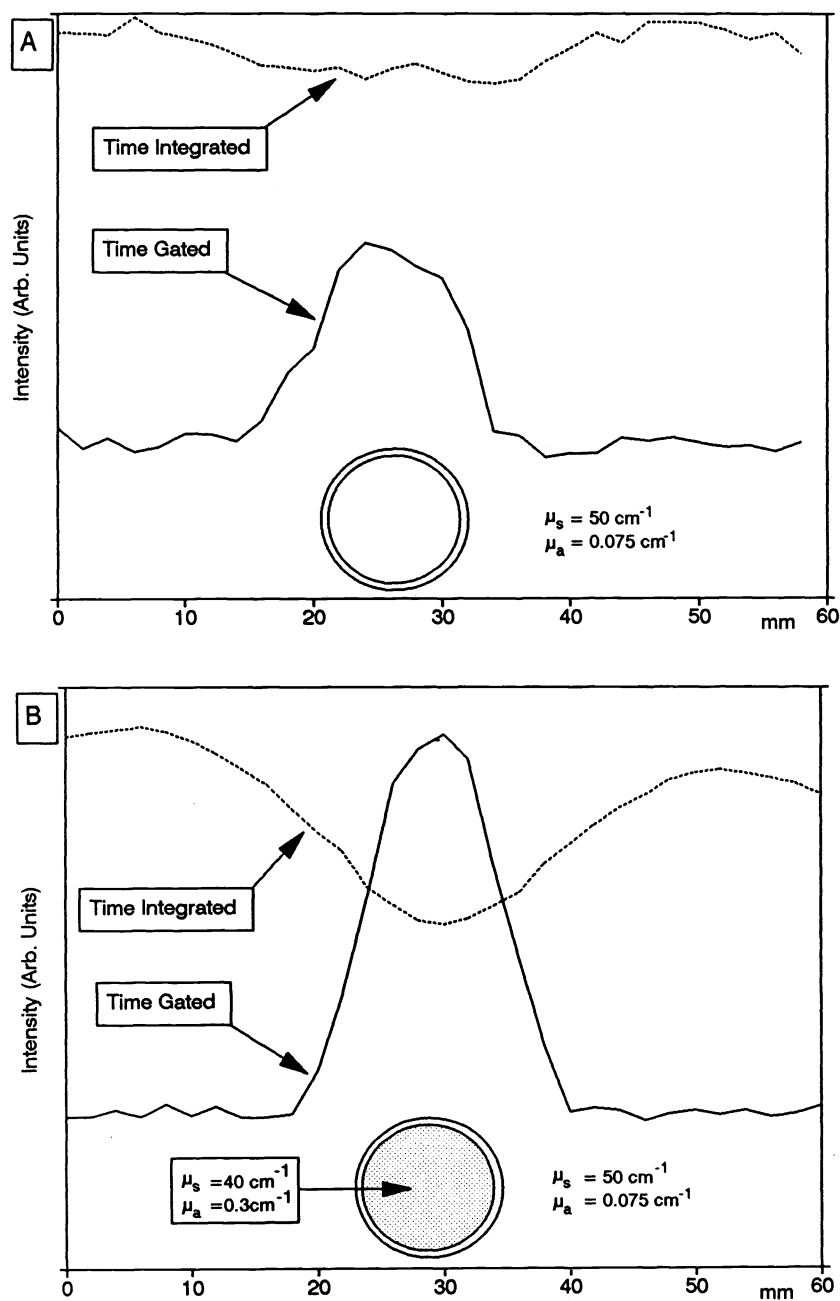 A
Time Integrated
Time Gated
Intensity (Arb. Units)
μs = 50 cm-1
μa = 0.075 cm-1
0 10 20 30 40 50 60
mm
B
Time Integrated
Time Gated
Intensity (Arb. Units)
μs =40 cm-1
μa =0.3cm-1
μs = 50 cm-1
μa = 0.075 cm-1
0 10 20 30 40 50 60
mm